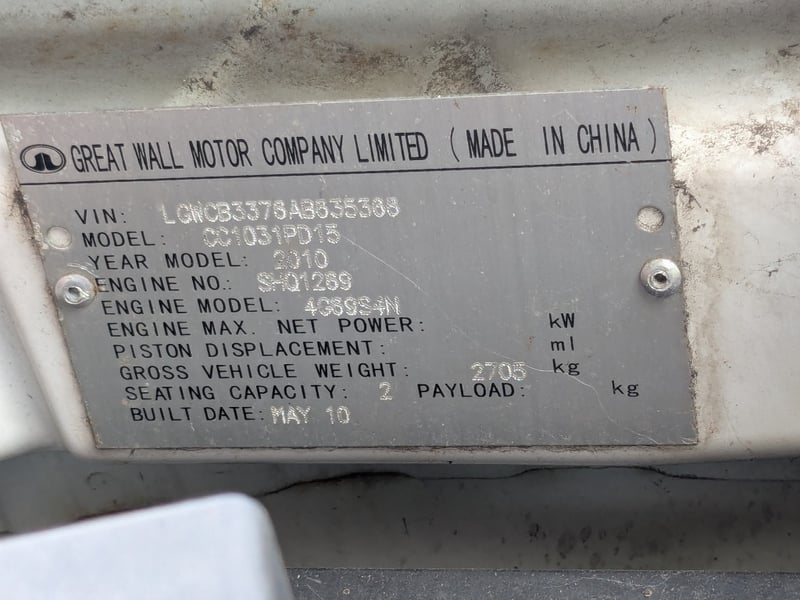 GREAT WALL MOTOR COMPANY LIMITED ( MADE IN CHINA )
VIN: LGWCB3376AB635368
MODEL: CC1031PD15
YEAR MODEL: 2010
ENGINE NO.: SHQ1269
ENGINE MODEL: 4G69S4N
ENGINE MAX. NET POWER: kW
PISTON DISPLACEMENT: ml
GROSS VEHICLE WEIGHT: 2705 kg
SEATING CAPACITY: 2 PAYLOAD: kg
BUILT DATE: MAY 10